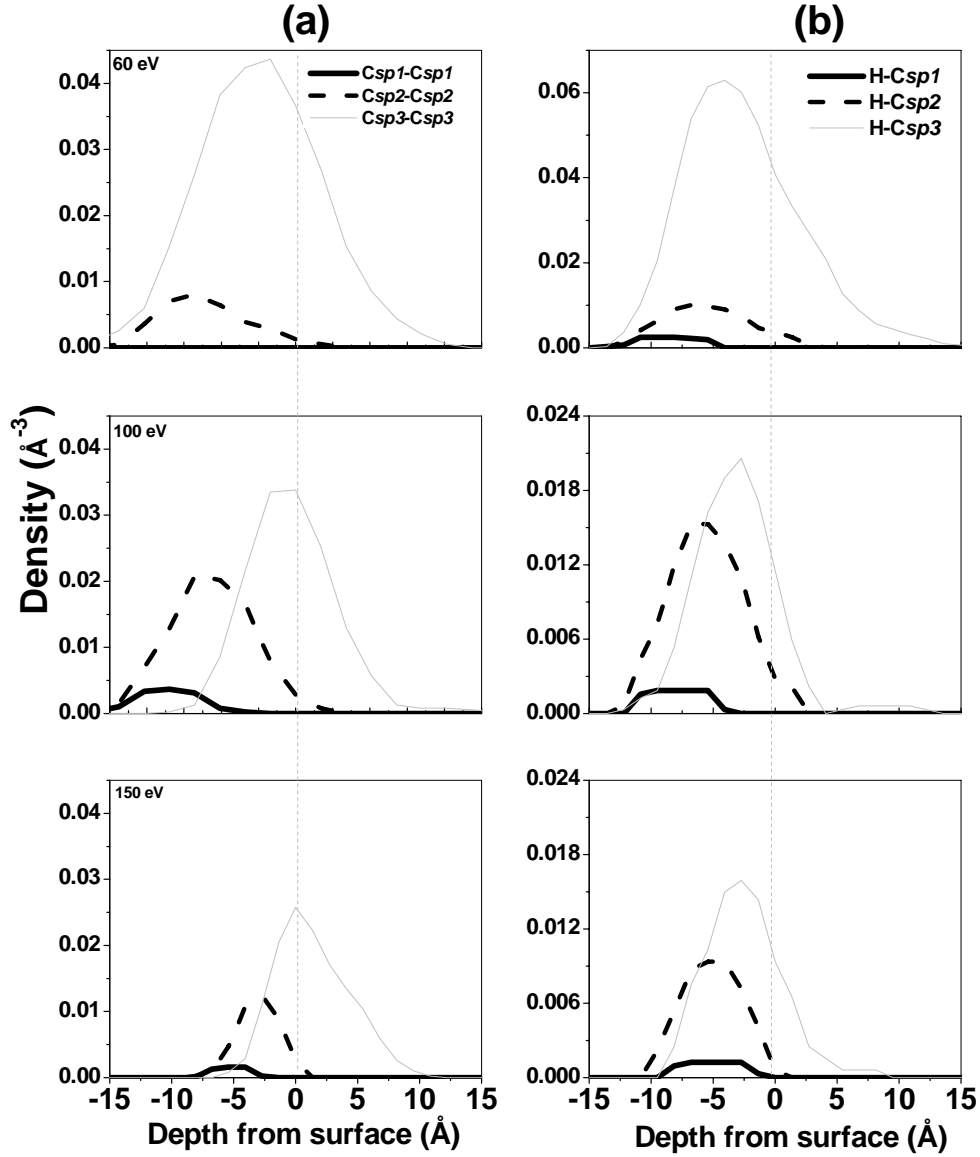 (a)
(b)
60 eV
Csp1-Csp1
Csp2-Csp2
Csp3-Csp3
0.04
0.03
0.02
0.01
0.00
H-Csp1
H-Csp2
H-Csp3
0.06
0.04
0.02
0.00
Density (Å⁻³)
100 eV
0.04
0.03
0.02
0.01
0.00
0.024
0.018
0.012
0.006
0.000
150 eV
0.04
0.03
0.02
0.01
0.00
-15 -10 -5 0 5 10 15
Depth from surface (Å)
0.024
0.018
0.012
0.006
0.000
-15 -10 -5 0 5 10 15
Depth from surface (Å)